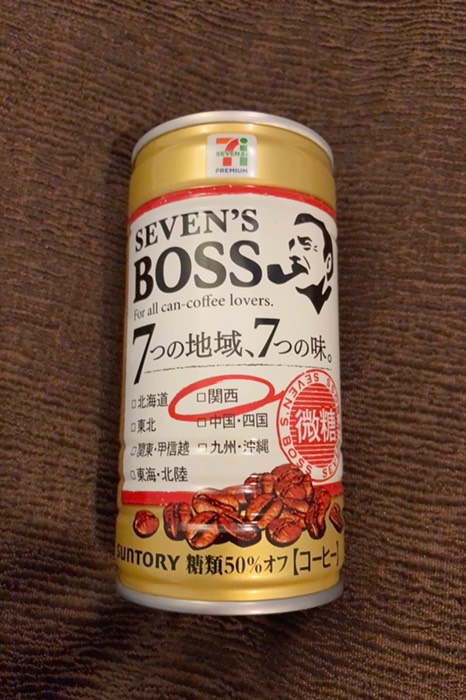 7i
SEVEN&i
PREMIUM
SEVEN'S
BOSS
For all can-coffee lovers.
7つの地域、7つの味。
□北海道 □関西
□東北 □中国・四国
□関東・甲信越 □九州・沖縄
□東海・北陸
SEVEN'S BOSS SEVEN'S
微糖
SUNTORY 糖類50%オフ【コーヒー】